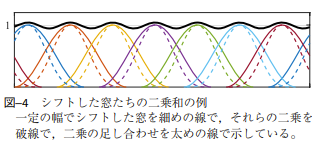 1
図–4　シフトした窓たちの二乗和の例
一定の幅でシフトした窓を細めの線で，それらの二乗を
破線で，二乗の足し合わせを太めの線で示している。